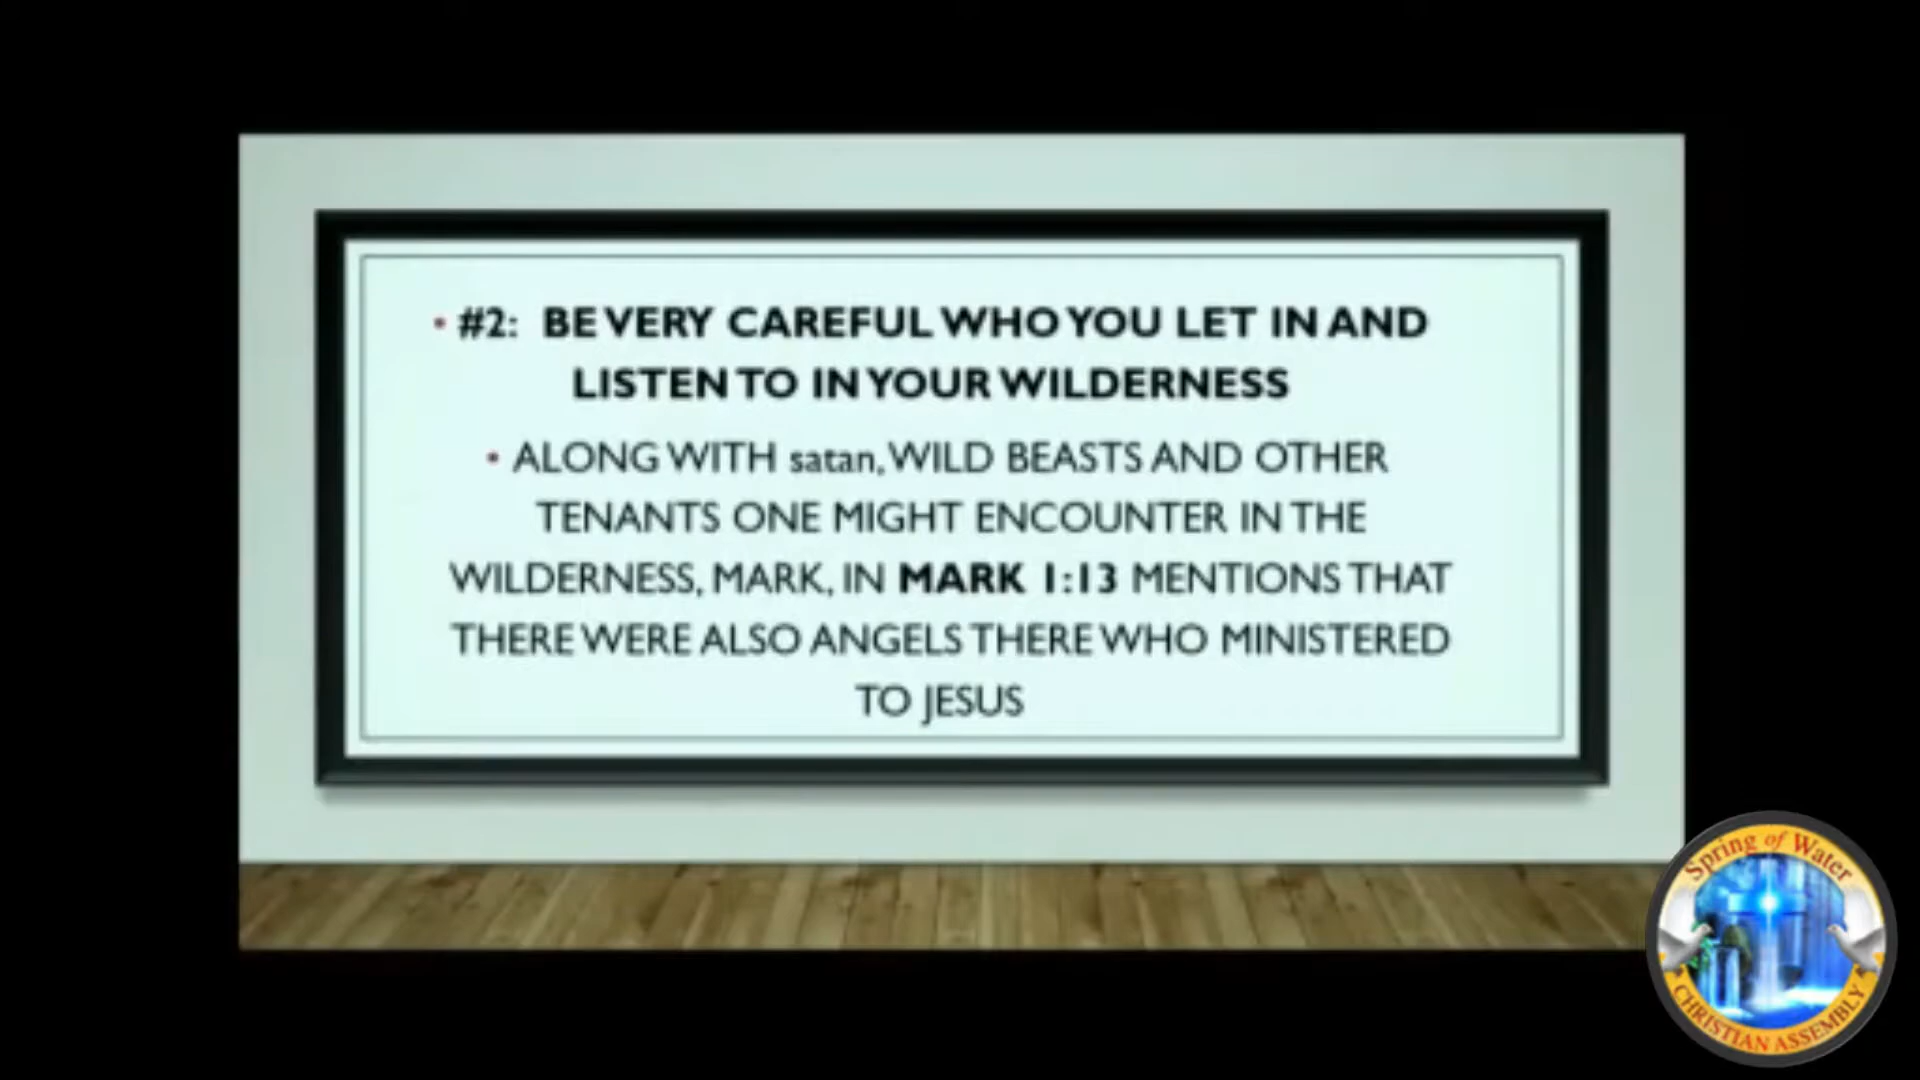 • #2: BE VERY CAREFUL WHO YOU LET IN AND
LISTEN TO IN YOUR WILDERNESS
• ALONG WITH satan, WILD BEASTS AND OTHER
TENANTS ONE MIGHT ENCOUNTER IN THE
WILDERNESS, MARK, IN MARK 1:13 MENTIONS THAT
THERE WERE ALSO ANGELS THERE WHO MINISTERED
TO JESUS
Spring of Water
CHRISTIAN ASSEMBLY